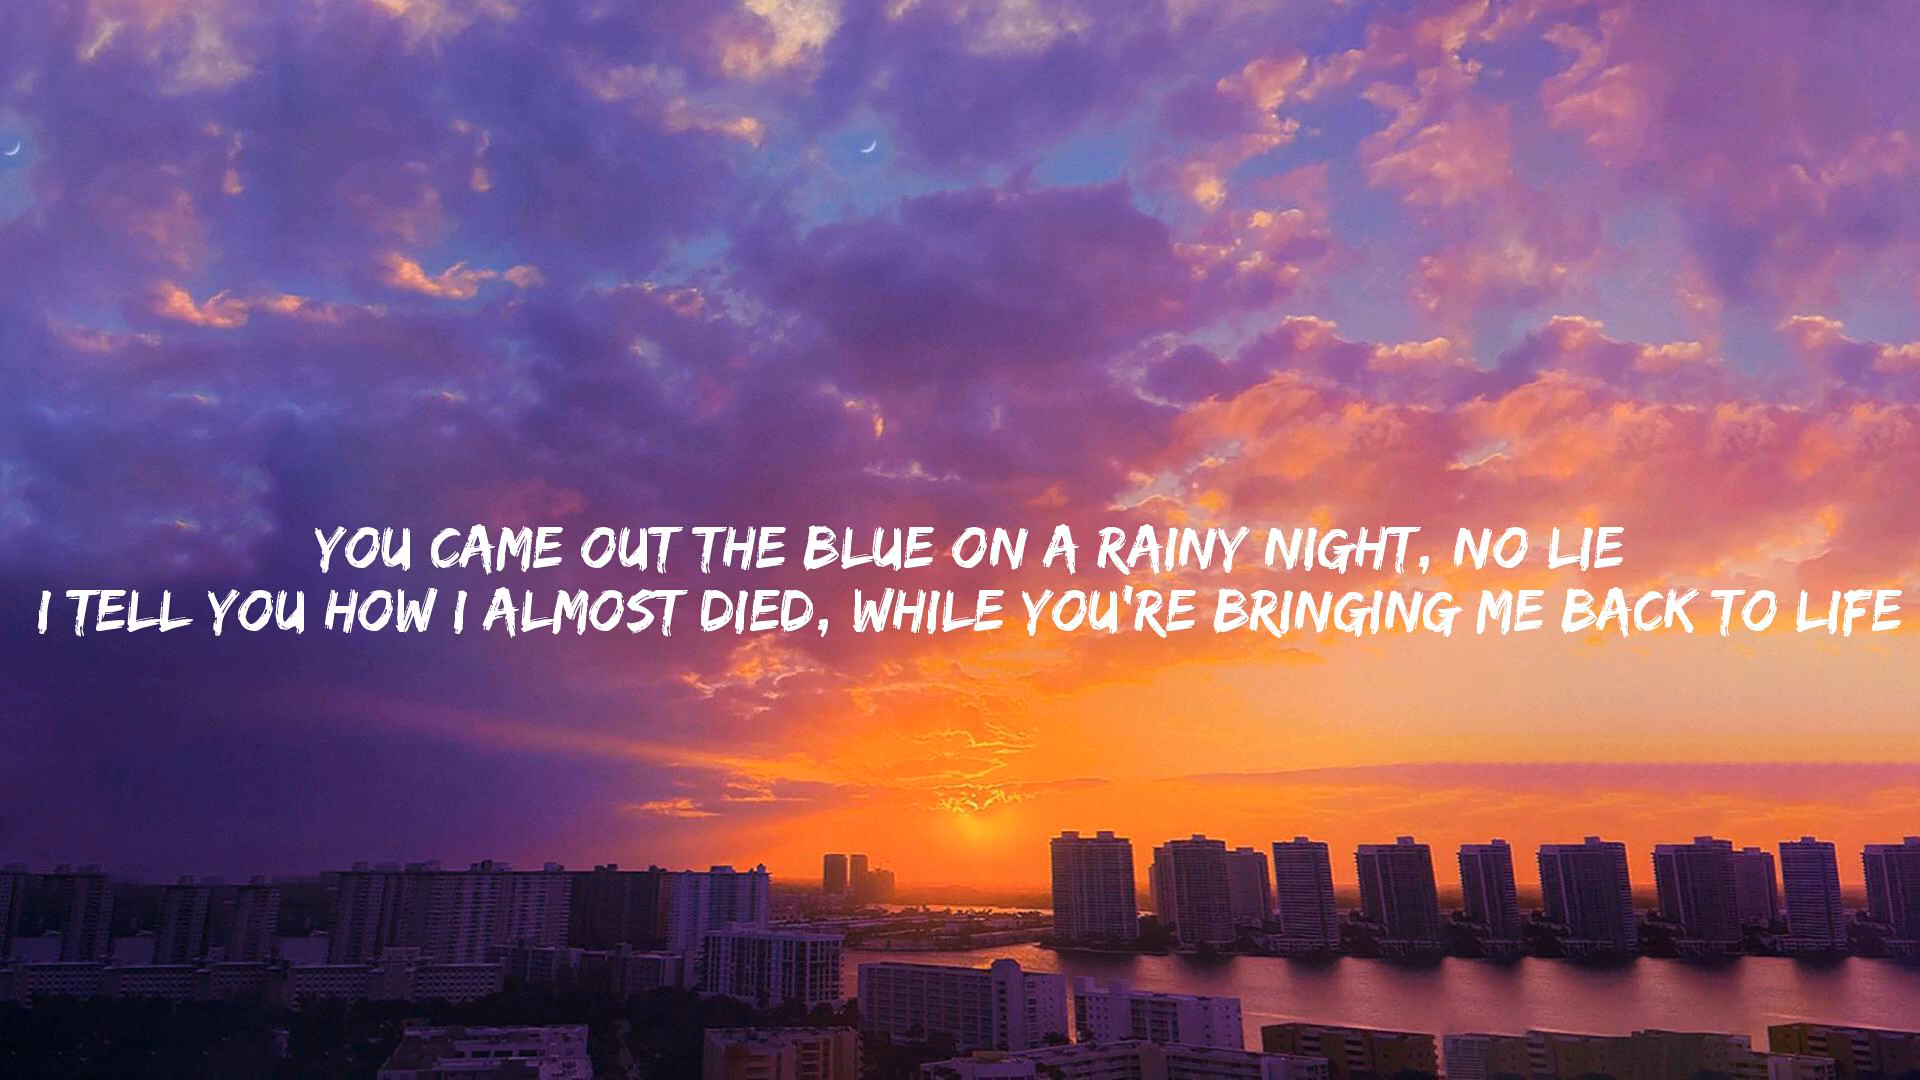 YOU CAME OUT THE BLUE ON A RAINY NIGHT, NO LIE
I TELL YOU HOW I ALMOST DIED, WHILE YOU'RE BRINGING ME BACK TO LIFE